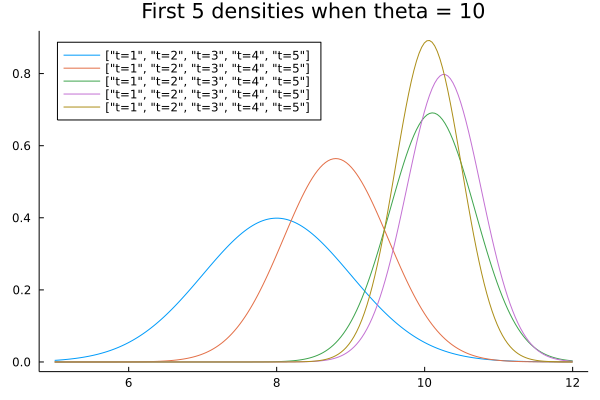 First 5 densities when theta = 10
["t=1", "t=2", "t=3", "t=4", "t=5"]
["t=1", "t=2", "t=3", "t=4", "t=5"]
["t=1", "t=2", "t=3", "t=4", "t=5"]
["t=1", "t=2", "t=3", "t=4", "t=5"]
["t=1", "t=2", "t=3", "t=4", "t=5"]
0.8
0.6
0.4
0.2
0.0
6 8 10 12